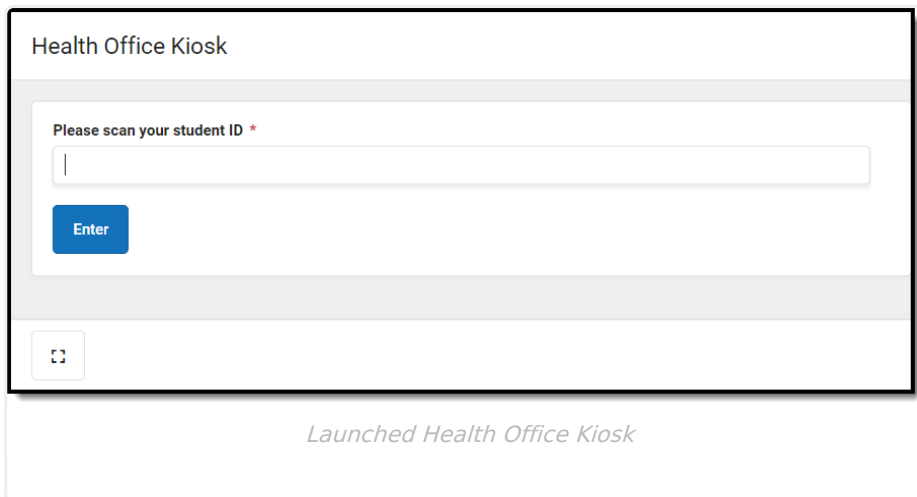 Health Office Kiosk
Please scan your student ID *
Enter
Launched Health Office Kiosk